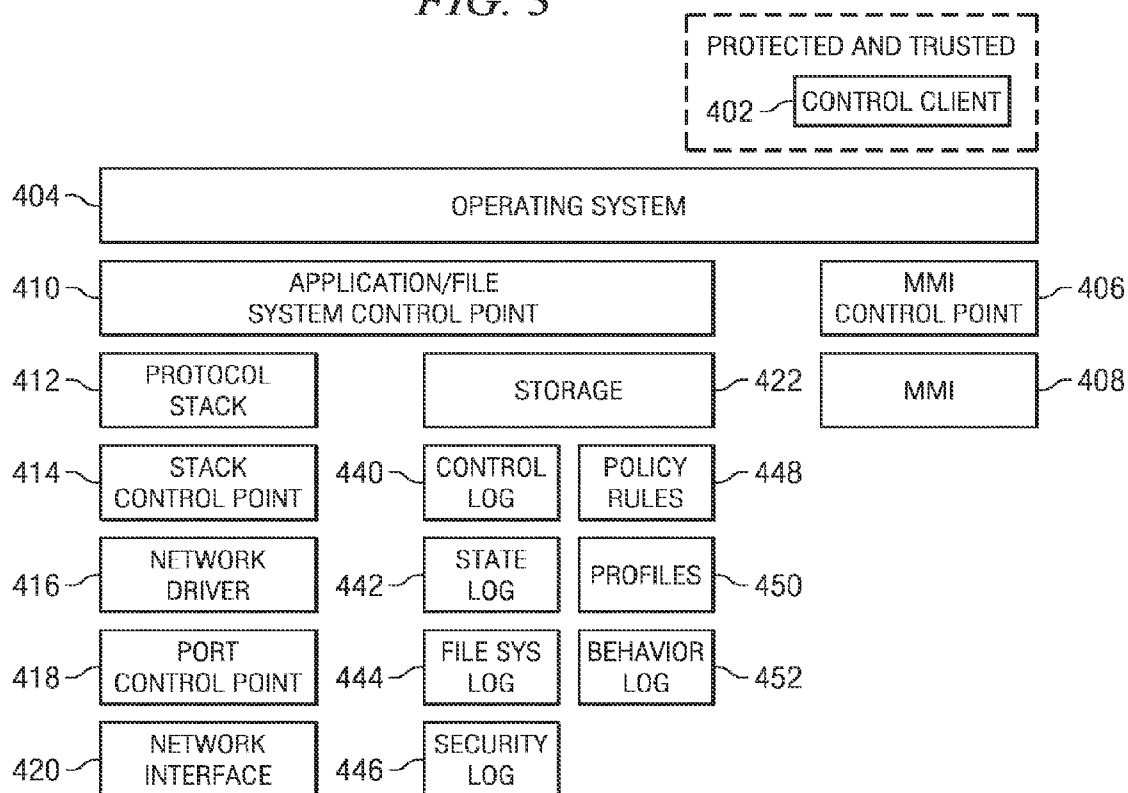 FIG. 3
PROTECTED AND TRUSTED
402 CONTROL CLIENT
404 OPERATING SYSTEM
410 APPLICATION/FILE
SYSTEM CONTROL POINT
MMI
CONTROL POINT 406
412 PROTOCOL
STACK
STORAGE 422
MMI 408
414 STACK
CONTROL POINT
440 CONTROL
LOG
POLICY
RULES 448
416 NETWORK
DRIVER
442 STATE
LOG
PROFILES 450
418 PORT
CONTROL POINT
444 FILE SYS
LOG
BEHAVIOR
LOG 452
420 NETWORK
INTERFACE
446 SECURITY
LOG